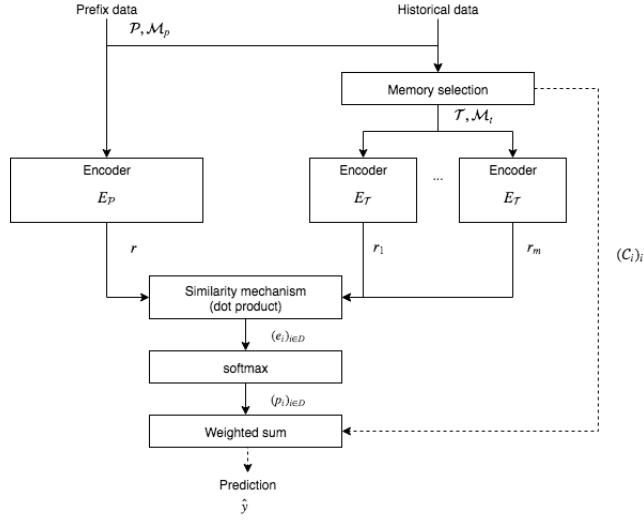 Prefix data
Historical data
𝒫, ℳ_p
Memory selection
𝒯, ℳ_t
Encoder
E_𝒫
Encoder
E_𝒯
...
Encoder
E_𝒯
r
r_1
r_m
(𝒞_i)_i
Similarity mechanism
(dot product)
(e_i)_{i∈D}
softmax
(p_i)_{i∈D}
Weighted sum
Prediction
ŷ